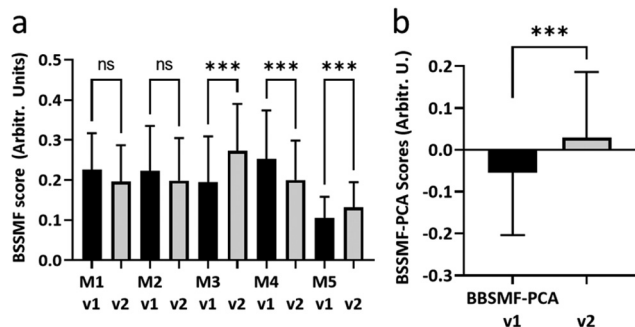 a
b
BSSMF score (Arbitr. Units)
ns ns *** *** ***
0.5
0.4
0.3
0.2
0.1
0.0
M1 M2 M3 M4 M5
v1 v2 v1 v2 v1 v2 v1 v2 v1 v2
BSSMF-PCA Scores (Arbitr. U.)
***
0.2
0.1
0.0
-0.1
-0.2
-0.3
BBSMF-PCA
v1 v2